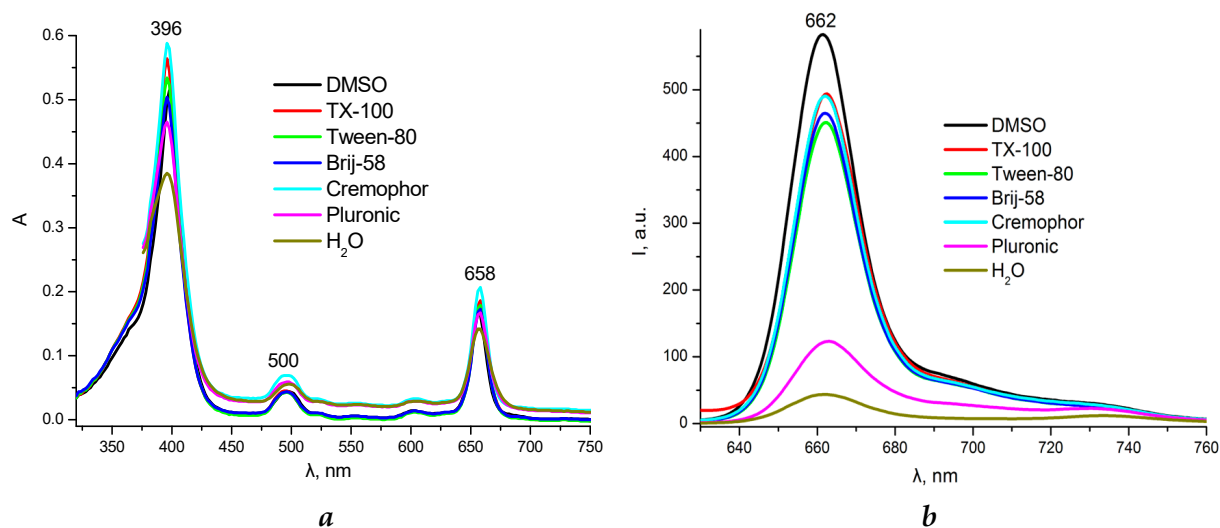 396
0.6
0.5
0.4
0.3
0.2
0.1
0.0
A
DMSO
TX-100
Tween-80
Brij-58
Cremophor
Pluronic
H₂O
500
658
350 400 450 500 550 600 650 700 750
λ, nm
a
662
500
400
300
200
100
0
I, a.u.
DMSO
TX-100
Tween-80
Brij-58
Cremophor
Pluronic
H₂O
640 660 680 700 720 740 760
λ, nm
b